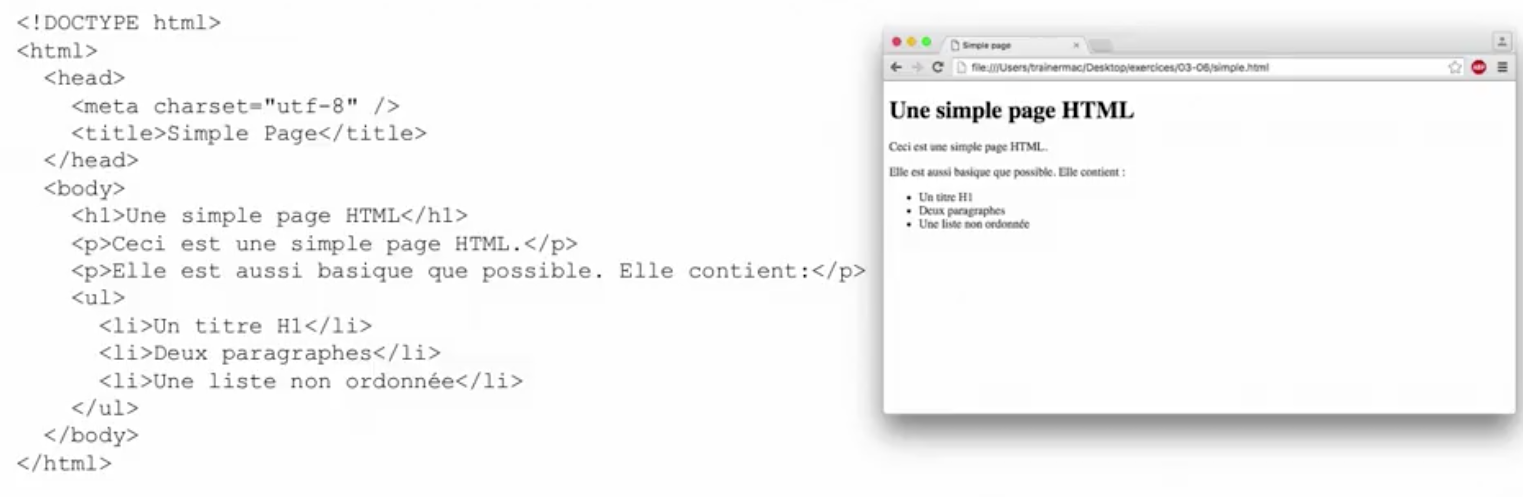 <!DOCTYPE html>
<html>
<head>
<meta charset="utf-8" />
<title>Simple Page</title>
</head>
<body>
<h1>Une simple page HTML</h1>
<p>Ceci est une simple page HTML.</p>
<p>Elle est aussi basique que possible. Elle contient:</p>
<ul>
<li>Un titre H1</li>
<li>Deux paragraphes</li>
<li>Une liste non ordonnée</li>
</ul>
</body>
</html>
Simple page
file:///Users/trainermac/Desktop/exercices/03-06/simple.html
ABP
Une simple page HTML
Ceci est une simple page HTML.
Elle est aussi basique que possible. Elle contient :
• Un titre H1
• Deux paragraphes
• Une liste non ordonnée